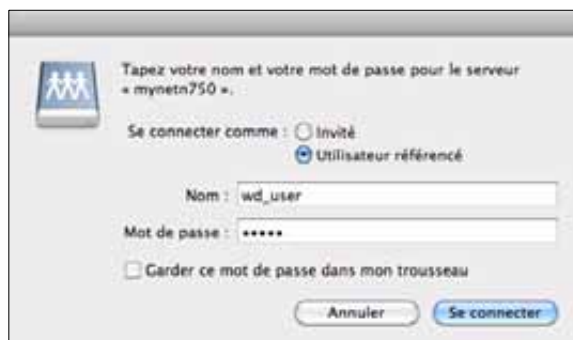 Tapez votre nom et votre mot de passe pour le serveur
« mynetn750 ».
Se connecter comme : Invité
Utilisateur référencé
Nom : wd_user
Mot de passe : •••••
Garder ce mot de passe dans mon trousseau
Annuler Se connecter